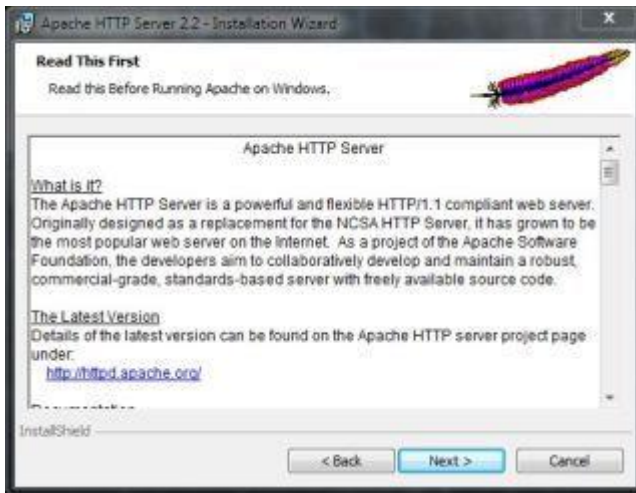 Apache HTTP Server 2.2 - Installation Wizard
Read This First
Read this Before Running Apache on Windows.
Apache HTTP Server
What is it?
The Apache HTTP Server is a powerful and flexible HTTP/1.1 compliant web server.
Originally designed as a replacement for the NCSA HTTP Server, it has grown to be
the most popular web server on the Internet. As a project of the Apache Software
Foundation, the developers aim to collaboratively develop and maintain a robust,
commercial-grade, standards-based server with freely available source code.
The Latest Version
Details of the latest version can be found on the Apache HTTP server project page
under:
http://httpd.apache.org/
InstallShield
< Back
Next >
Cancel